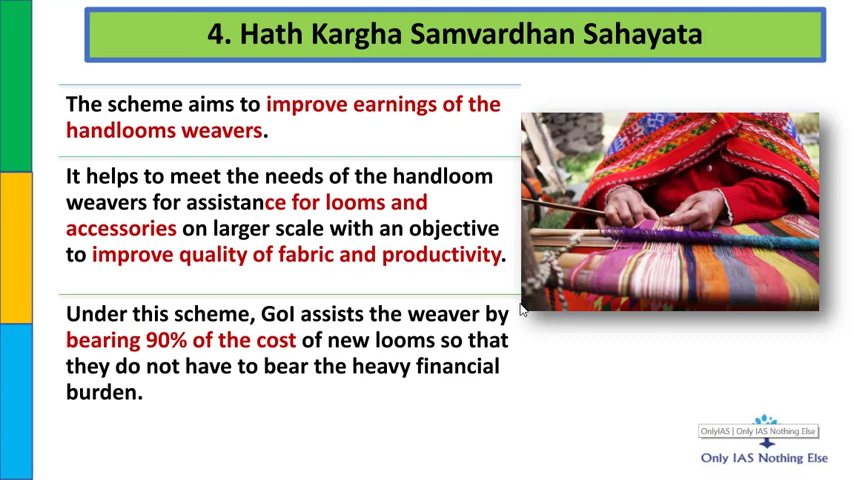 4. Hath Kargha Samvardhan Sahayata
The scheme aims to improve earnings of the
handlooms weavers.
It helps to meet the needs of the handloom
weavers for assistance for looms and
accessories on larger scale with an objective
to improve quality of fabric and productivity.
Under this scheme, GoI assists the weaver by
bearing 90% of the cost of new looms so that
they do not have to bear the heavy financial
burden.
OnlyIAS | Only IAS Nothing Else
Only IAS Nothing Else